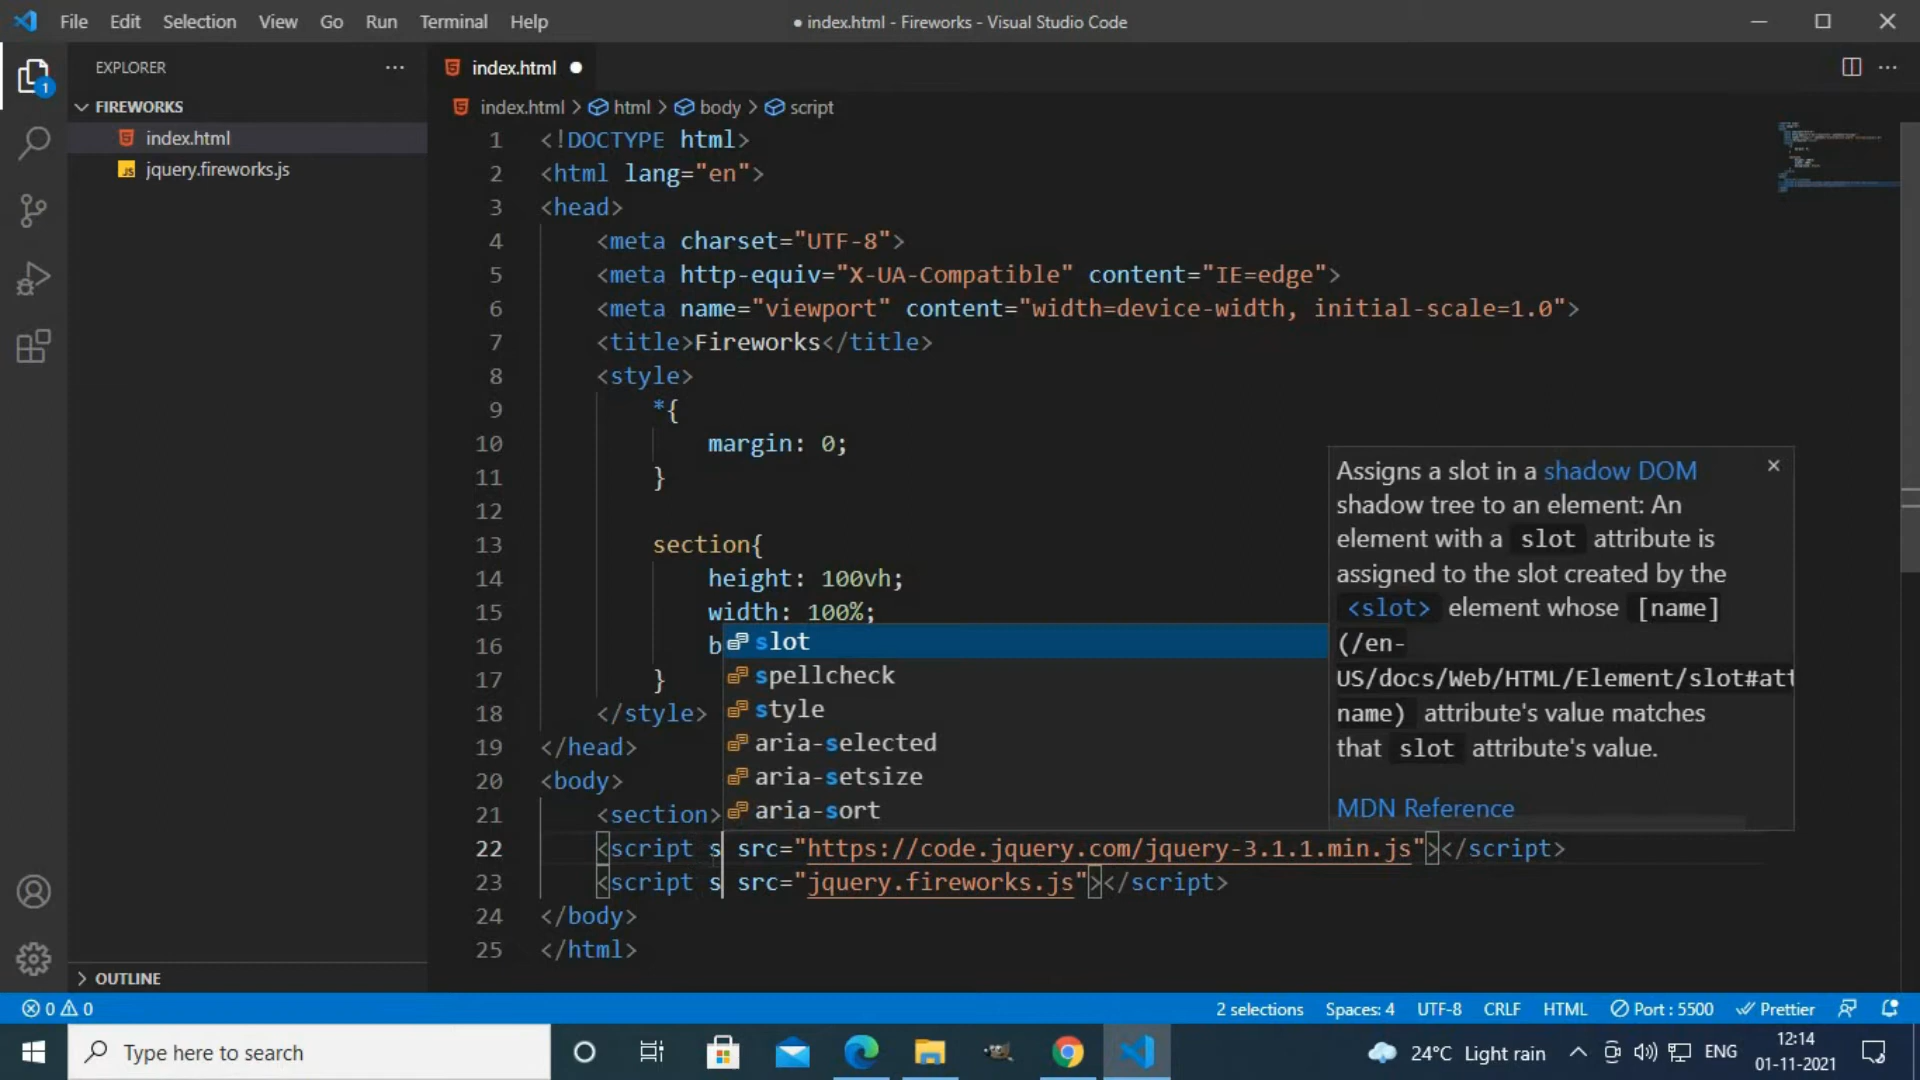 File Edit Selection View Go Run Terminal Help
● index.html - Fireworks - Visual Studio Code
EXPLORER
FIREWORKS
index.html
jquery.fireworks.js
OUTLINE
1
index.html
index.html > html > body > script
1 <!DOCTYPE html>
2 <html lang="en">
3 <head>
4 <meta charset="UTF-8">
5 <meta http-equiv="X-UA-Compatible" content="IE=edge">
6 <meta name="viewport" content="width=device-width, initial-scale=1.0">
7 <title>Fireworks</title>
8 <style>
9 *{
10 margin: 0;
11 }
12
13 section{
14 height: 100vh;
15 width: 100%;
16 b
17 }
18 </style>
19 </head>
20 <body>
21 <section>
22 <script s src="https://code.jquery.com/jquery-3.1.1.min.js"></script>
23 <script s src="jquery.fireworks.js"></script>
24 </body>
25 </html>
slot
spellcheck
style
aria-selected
aria-setsize
aria-sort
Assigns a slot in a shadow DOM
shadow tree to an element: An
element with a slot attribute is
assigned to the slot created by the
<slot> element whose [name]
(/en-
US/docs/Web/HTML/Element/slot#att
name) attribute's value matches
that slot attribute's value.
MDN Reference
0 0
2 selections Spaces: 4 UTF-8 CRLF HTML Port : 5500 Prettier
Type here to search
24°C Light rain
ENG
12:14
01-11-2021